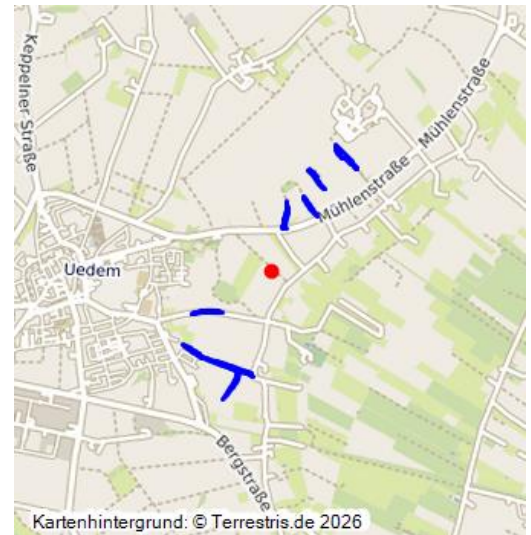 Keppelner Straße
Mühlenstraße
Mühlenstraße
Uedem
Bergstraße
Kartenhintergrund: © Terrestris.de 2026